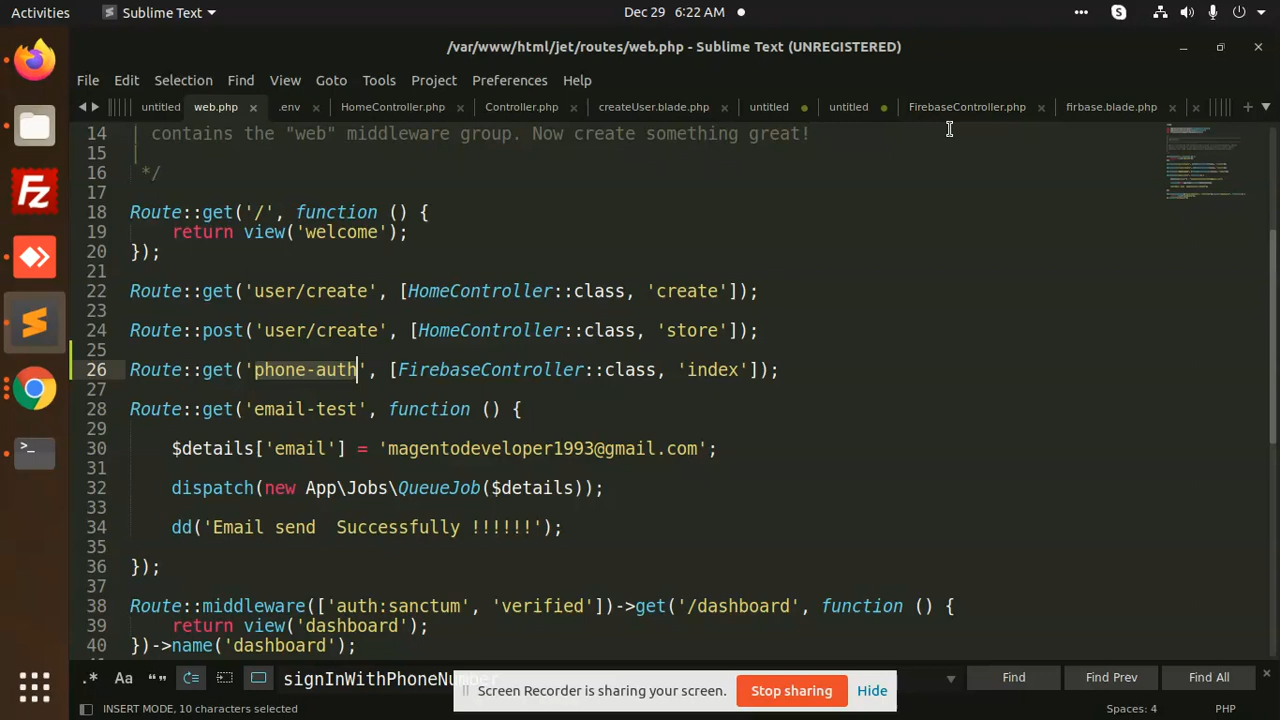 Activities Sublime Text Dec 29 6:22 AM
/var/www/html/jet/routes/web.php - Sublime Text (UNREGISTERED)
File Edit Selection Find View Goto Tools Project Preferences Help
untitled web.php .env HomeController.php Controller.php createUser.blade.php untitled untitled FirebaseController.php firbase.blade.php
14 | contains the "web" middleware group. Now create something great!
15 |
16 */
17
18 Route::get('/', function () {
19 return view('welcome');
20 });
21
22 Route::get('user/create', [HomeController::class, 'create']);
23
24 Route::post('user/create', [HomeController::class, 'store']);
25
26 Route::get('phone-auth', [FirebaseController::class, 'index']);
27
28 Route::get('email-test', function () {
29
30 $details['email'] = 'magentodeveloper1993@gmail.com';
31
32 dispatch(new App\Jobs\QueueJob($details));
33
34 dd('Email send  Successfully !!!!!!');
35
36 });
37
38 Route::middleware(['auth:sanctum', 'verified'])->get('/dashboard', function () {
39 return view('dashboard');
40 })->name('dashboard');
.* Aa “” signInWithPhoneNumber Find Find Prev Find All
Screen Recorder is sharing your screen. Stop sharing Hide
INSERT MODE, 10 characters selected Spaces: 4 PHP